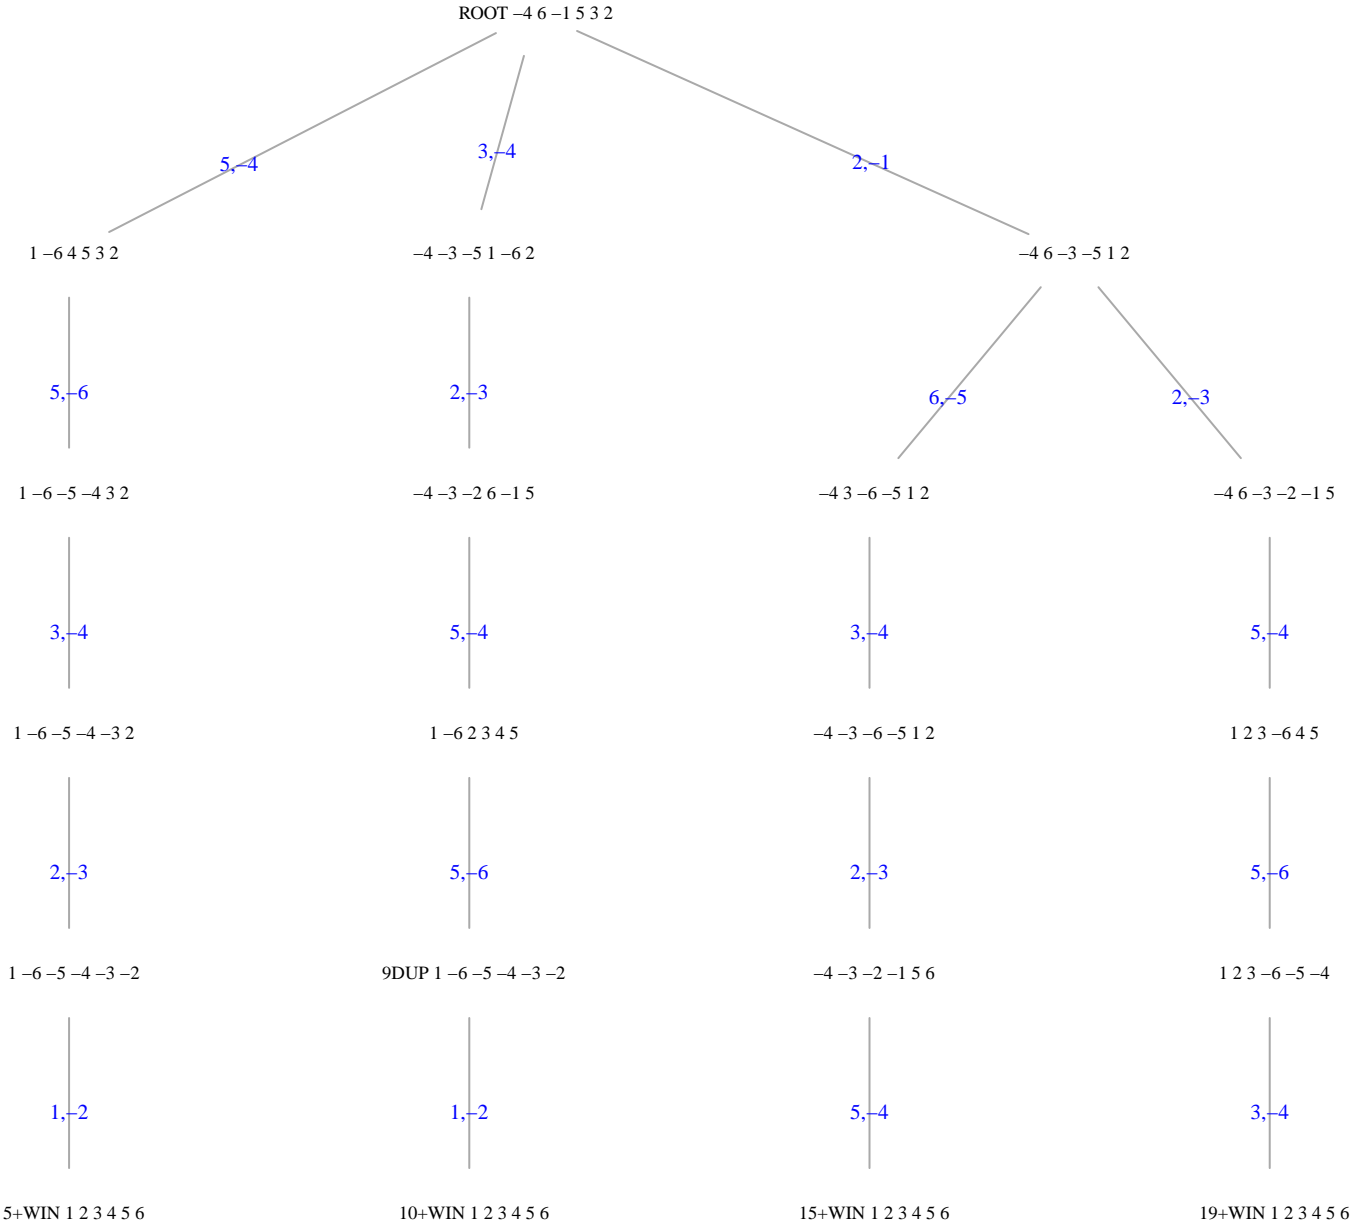 ROOT –4 6 –1 5 3 2
5,–4
3,–4
2,–1
1 –6 4 5 3 2
–4 –3 –5 1 –6 2
–4 6 –3 –5 1 2
5,–6
2,–3
6,–5
2,–3
1 –6 –5 –4 3 2
–4 –3 –2 6 –1 5
–4 3 –6 –5 1 2
–4 6 –3 –2 –1 5
3,–4
5,–4
3,–4
5,–4
1 –6 –5 –4 –3 2
1 –6 2 3 4 5
–4 –3 –6 –5 1 2
1 2 3 –6 4 5
2,–3
5,–6
2,–3
5,–6
1 –6 –5 –4 –3 –2
9DUP 1 –6 –5 –4 –3 –2
–4 –3 –2 –1 5 6
1 2 3 –6 –5 –4
1,–2
1,–2
5,–4
3,–4
5+WIN 1 2 3 4 5 6
10+WIN 1 2 3 4 5 6
15+WIN 1 2 3 4 5 6
19+WIN 1 2 3 4 5 6